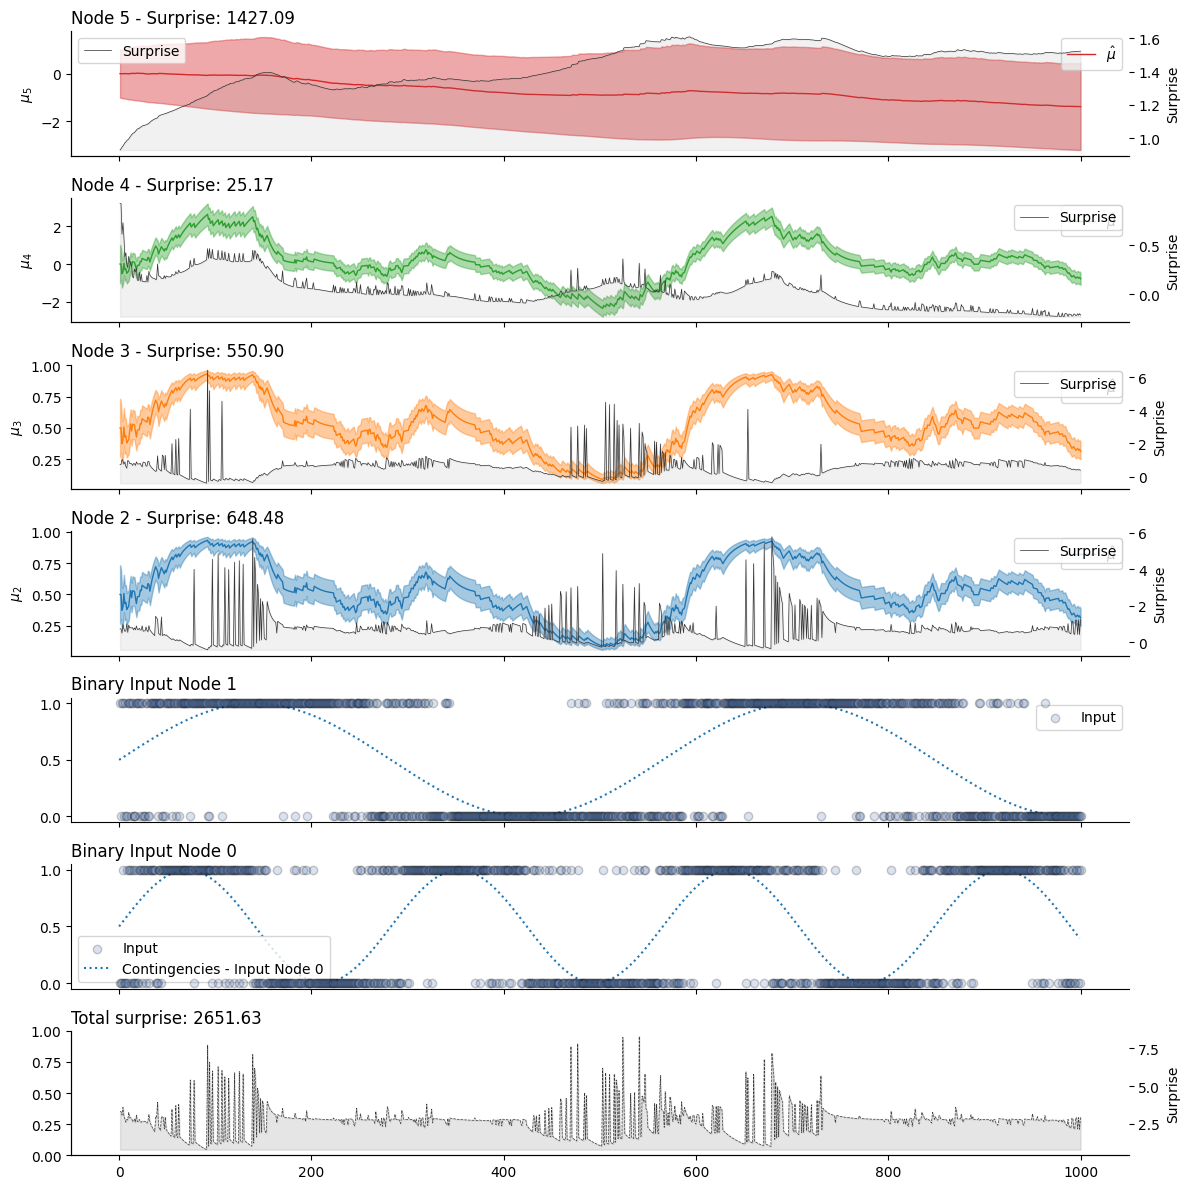 Node 5 - Surprise: 1427.09
Surprise
μ̂
0
−2
μ5
1.6
1.4
1.2
1.0
Surprise
Node 4 - Surprise: 25.17
Surprise
2
0
−2
μ4
0.5
0.0
Surprise
Node 3 - Surprise: 550.90
Surprise
1.00
0.75
0.50
0.25
μ3
6
4
2
0
Surprise
Node 2 - Surprise: 648.48
Surprise
1.00
0.75
0.50
0.25
μ2
6
4
2
0
Surprise
Binary Input Node 1
Input
1.0
0.5
0.0
Binary Input Node 0
1.0
0.5
0.0
Input
Contingencies - Input Node 0
Total surprise: 2651.63
1.00
0.75
0.50
0.25
0.00
7.5
5.0
2.5
Surprise
0 200 400 600 800 1000